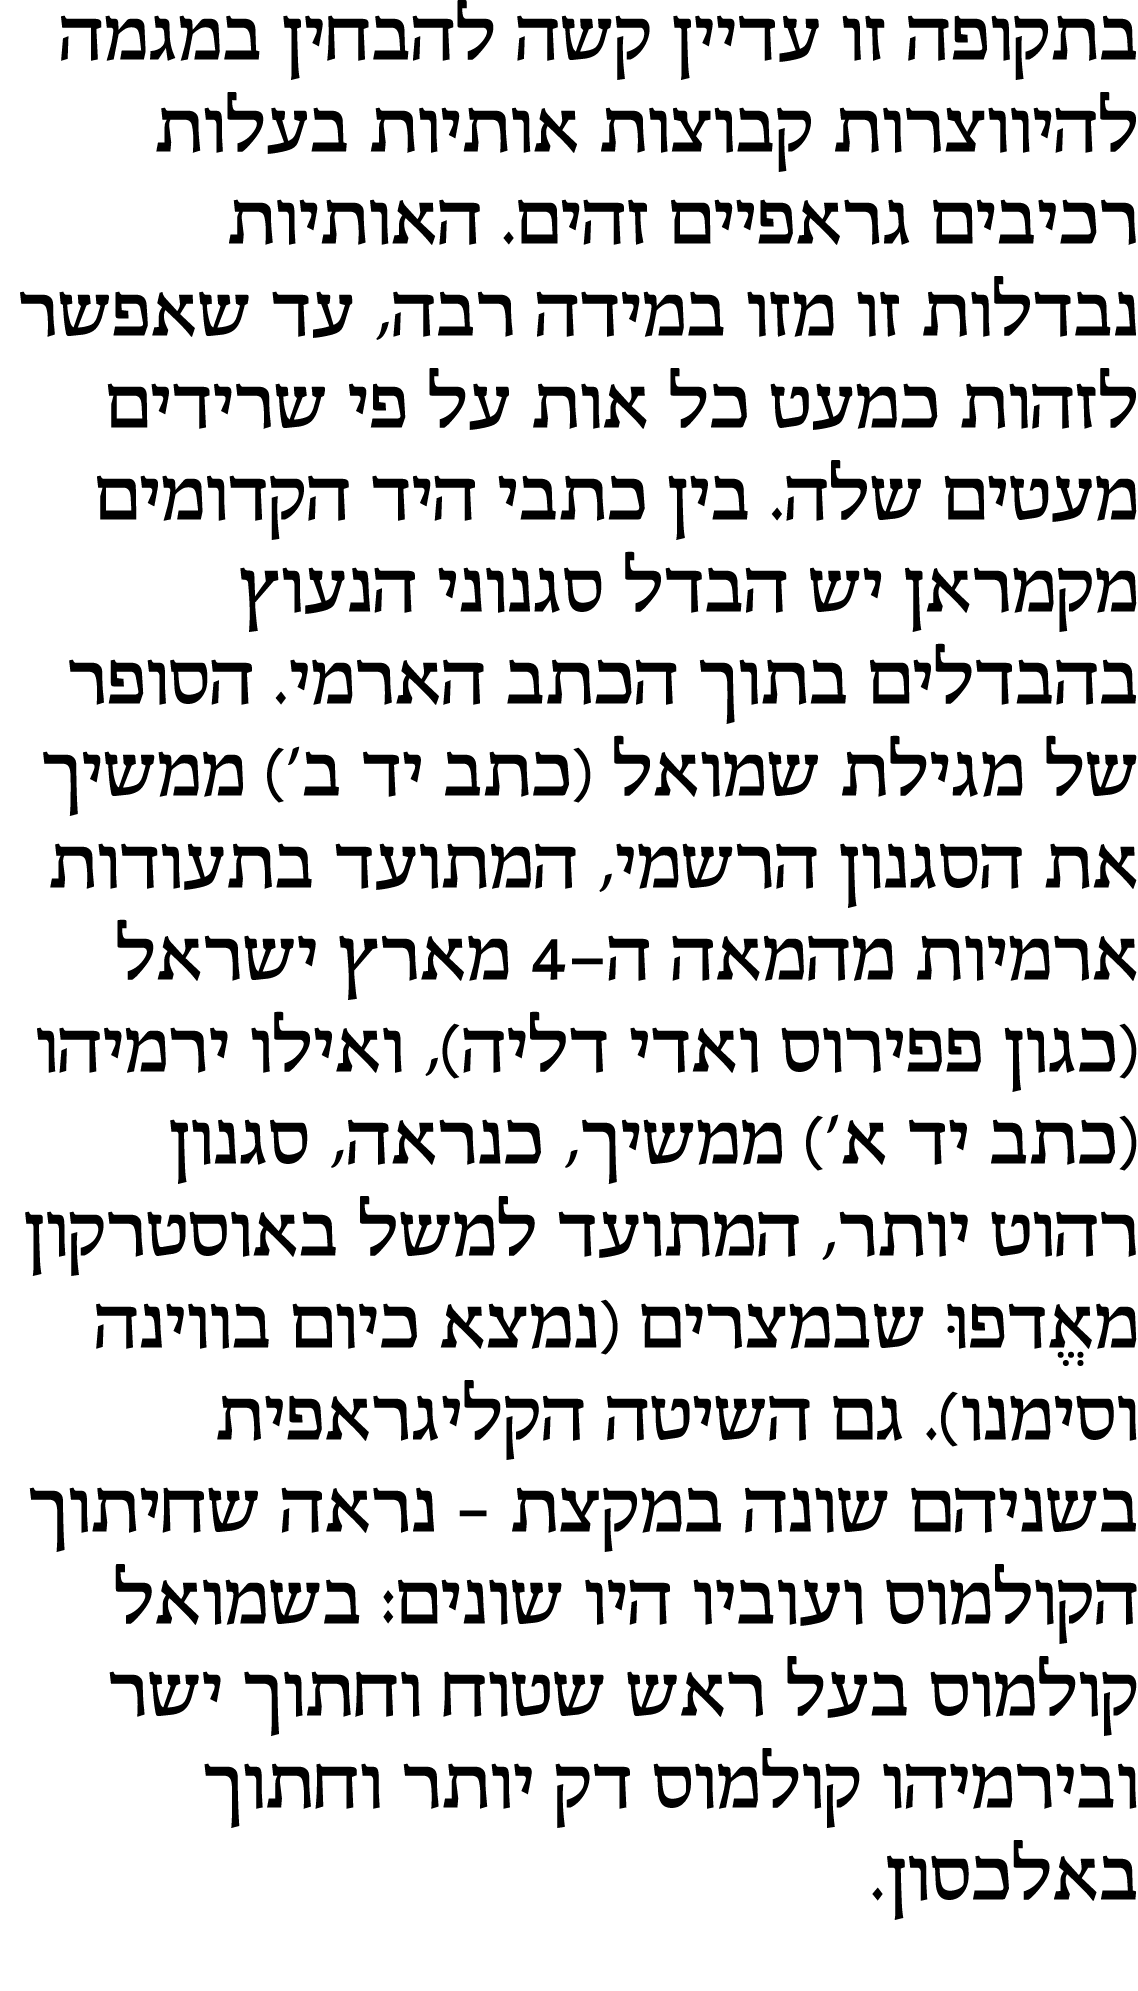 בתקופה זו עדיין קשה להבחין במגמה
להיווצרות קבוצות אותיות בעלות
רכיבים גראפיים זהים. האותיות
נבדלות זו מזו במידה רבה, עד שאפשר
לזהות כמעט כל אות על פי שרידים
מעטים שלה. בין כתבי היד הקדומים
מקמראן יש הבדל סגנוני הנעוץ
בהבדלים בתוך הכתב הארמי. הסופר
של מגילת שמואל (כתב יד ב׳) ממשיך
את הסגנון הרשמי, המתועד בתעודות
ארמיות מהמאה ה–4 מארץ ישראל
(כגון פפירוס ואדי דליה), ואילו ירמיהו
(כתב יד א׳) ממשיך, כנראה, סגנון
רהוט יותר, המתועד למשל באוסטרקון
מאֱדפוּ שבמצרים (נמצא כיום בווינה
וסימנו). גם השיטה הקליגראפית
בשניהם שונה במקצת - נראה שחיתוך
הקולמוס ועוביו היו שונים: בשמואל
קולמוס בעל ראש שטוח וחתוך ישר
ובירמיהו קולמוס דק יותר וחתוך
באלכסון.